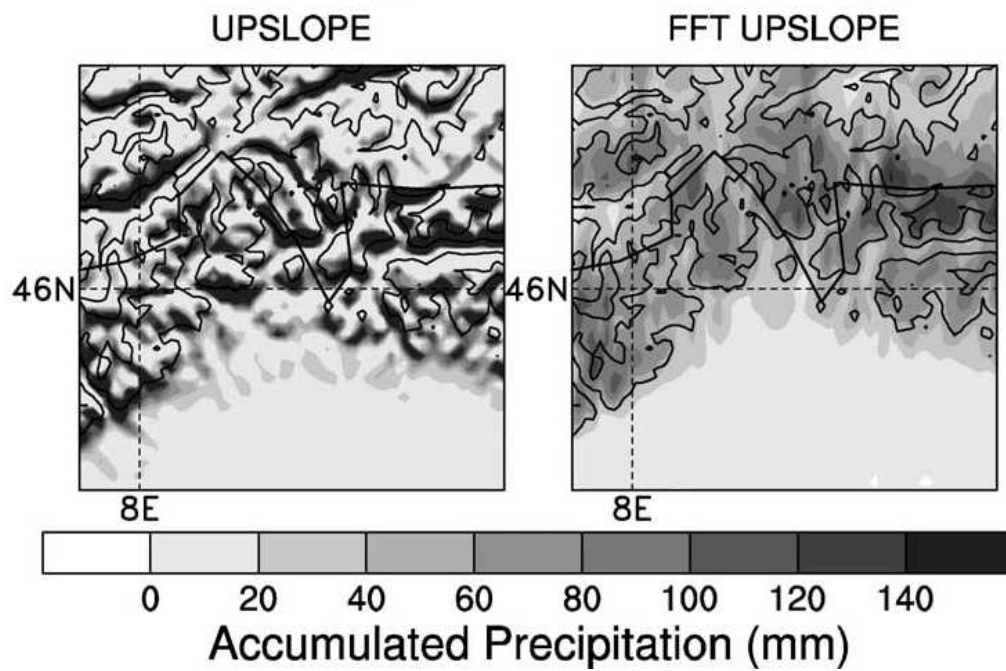 UPSLOPE FFT UPSLOPE
46N 46N
8E 8E
0 20 40 60 80 100 120 140
Accumulated Precipitation (mm)